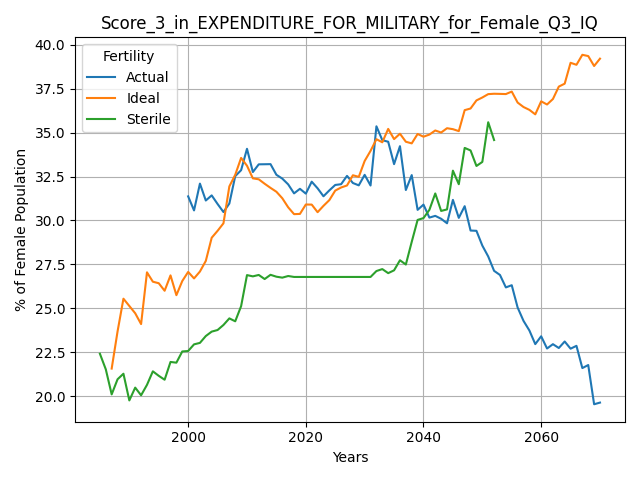 Score_3_in_EXPENDITURE_FOR_MILITARY_for_Female_Q3_IQ
Fertility
Actual
Ideal
Sterile
% of Female Population
40.0
37.5
35.0
32.5
30.0
27.5
25.0
22.5
20.0
2000 2020 2040 2060
Years